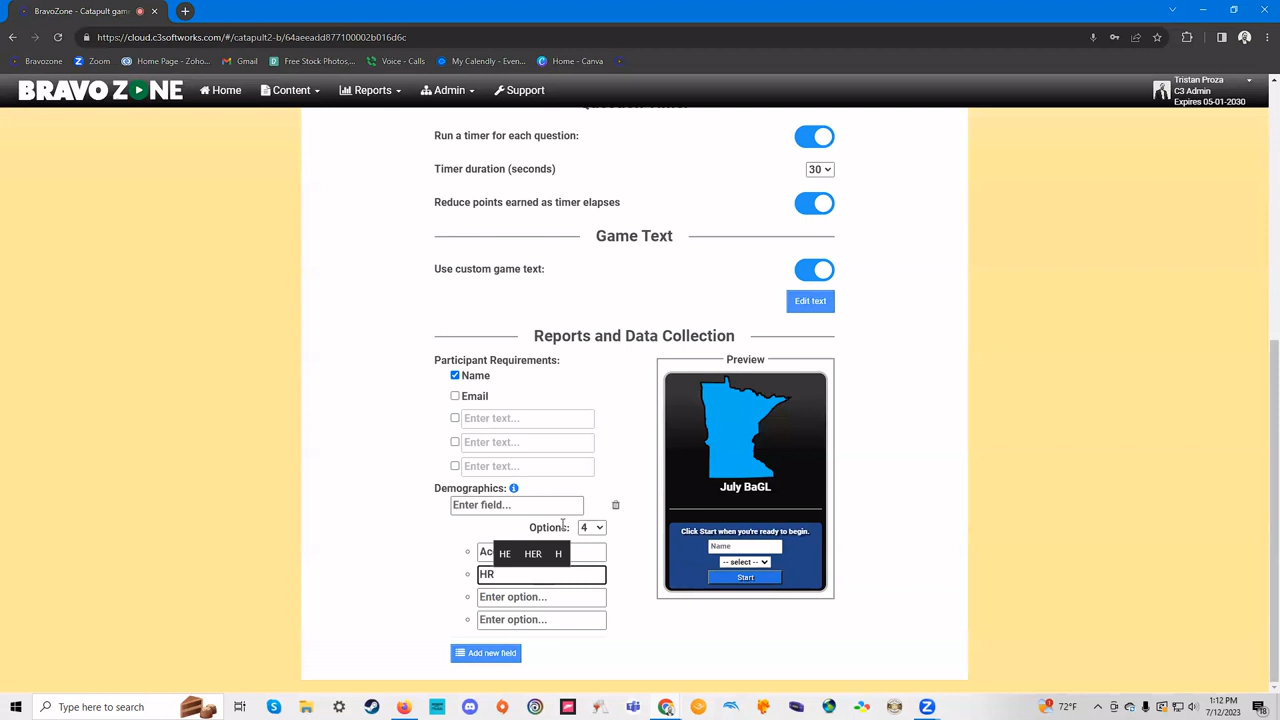 BravoZone - Catapult gam
https://cloud.c3softworks.com/#/catapult2-b/64aeeadd877100002b016d6c
Bravozone
Zoom
Home Page - Zoho...
Gmail
Free Stock Photos,...
Voice - Calls
My Calendly - Even...
Home - Canva
BRAVO ZONE
Home
Content
Reports
Admin
Support
Tristan Proza
C3 Admin
Expires 05-01-2030
Run a timer for each question:
Timer duration (seconds)
30
Reduce points earned as timer elapses
Game Text
Use custom game text:
Edit text
Reports and Data Collection
Participant Requirements:
Name
Email
Enter text...
Enter text...
Enter text...
Demographics:
Enter field...
Options:
4
Ac
HE HER H
HR
Enter option...
Enter option...
Add new field
Preview
July BaGL
Click Start when you're ready to begin.
Name
-- select --
Start
Type here to search
72°F
1:12 PM
7/12/2023
18